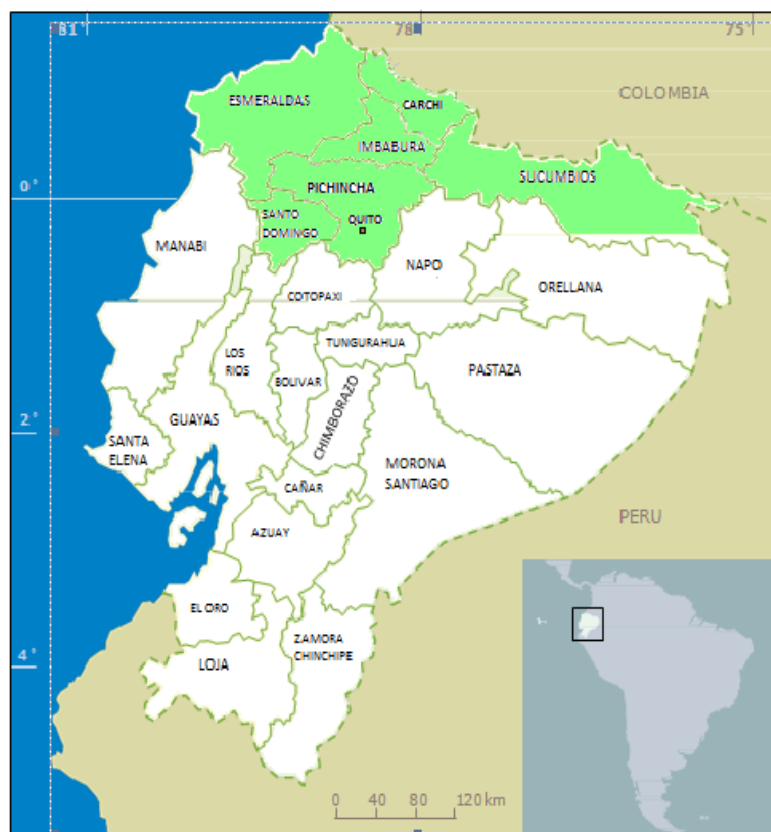 81
78
75
COLOMBIA
ESMERALDAS
CARCHI
IMBABURA
SUCUMBIOS
PICHINCHA
0°
SANTO
DOMINGO
QUITO
MANABI
NAPO
ORELLANA
COTOPAXI
TUNIGURAHUA
LOS
RIOS
BOLIVAR
PASTAZA
CHIMBORAZO
GUAYAS
2°
SANTA
ELENA
MORONA
SANTIAGO
CAÑAR
PERU
AZUAY
EL ORO
ZAMORA
CHINCHIPE
LOJA
4°
0 40 80 120 km